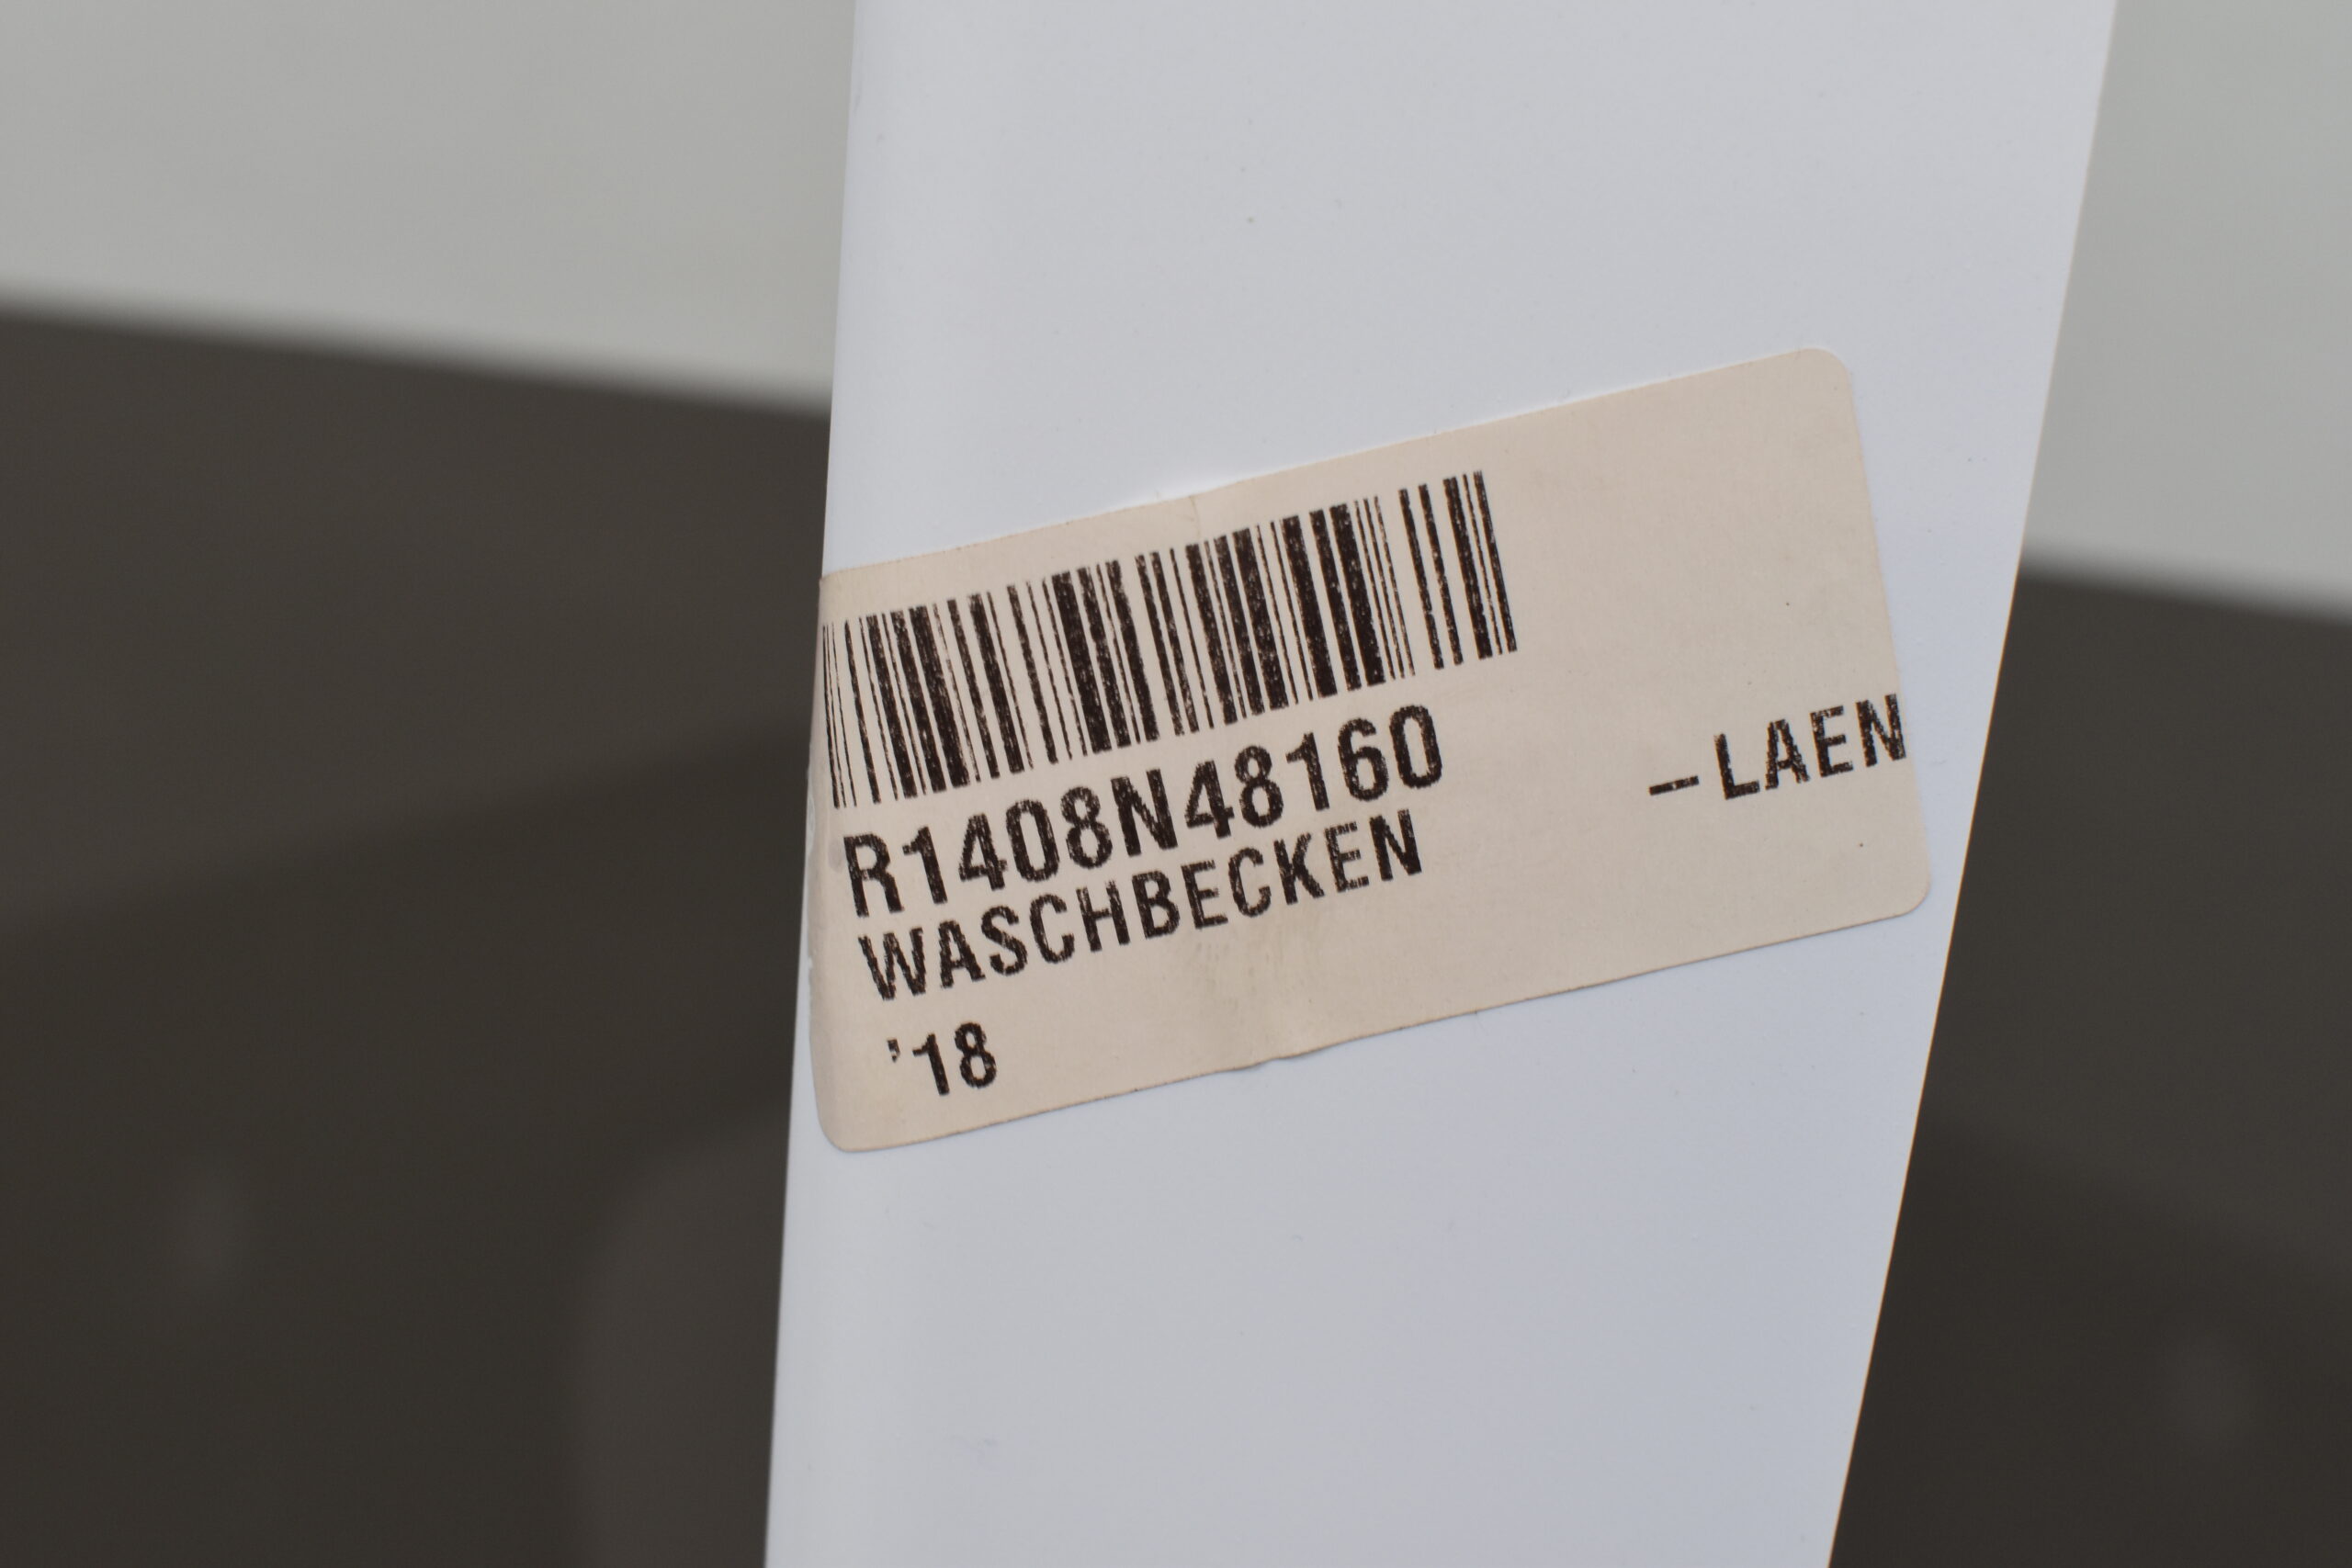 R1408N48160
–LAEN
WASCHBECKEN
'18